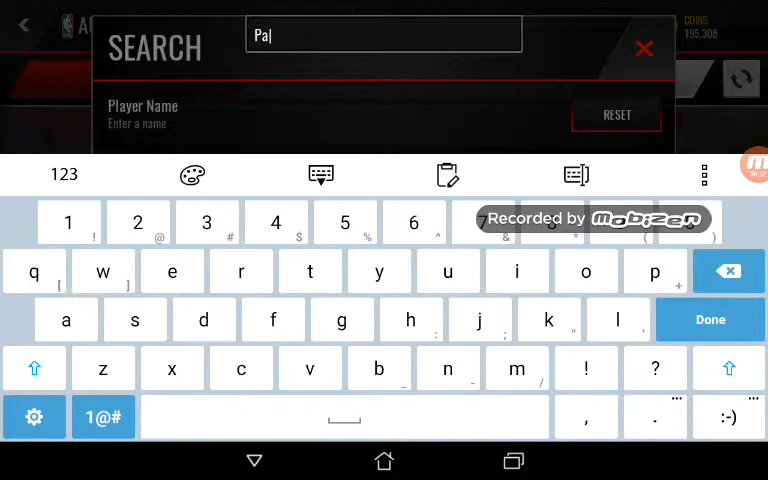 A
COINS
195,308
Pa
SEARCH
Player Name
Enter a name
RESET
123
1 2 3 4 5 6 7
! @ # $ % ^ & * ( )
Recorded by mobizen
q w e r t y u i o p
[ ] +
a s d f g h j k l Done
: ; " '
z x c v b n m ! ?
_ - /
1@# , . :-)